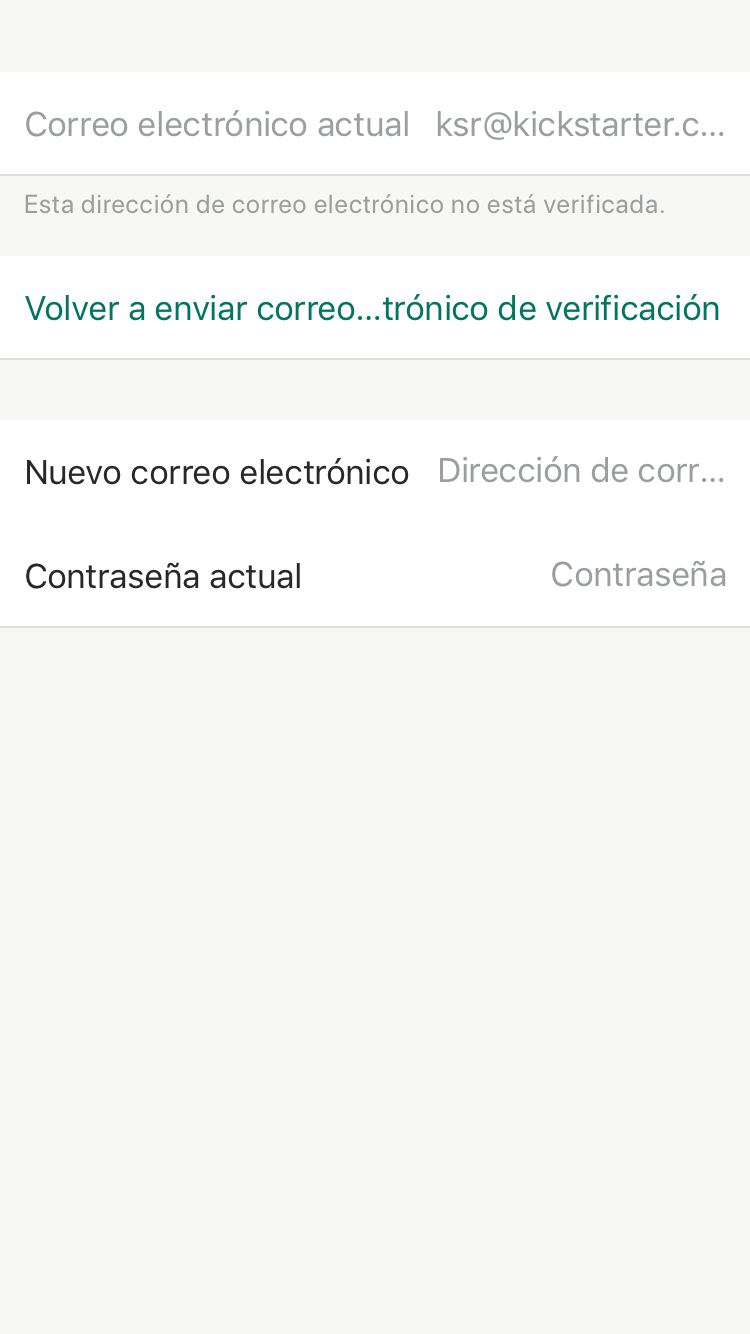 Correo electrónico actual ksr@kickstarter.c...
Esta dirección de correo electrónico no está verificada.
Volver a enviar correo...trónico de verificación
Nuevo correo electrónico Dirección de corr...
Contraseña actual Contraseña